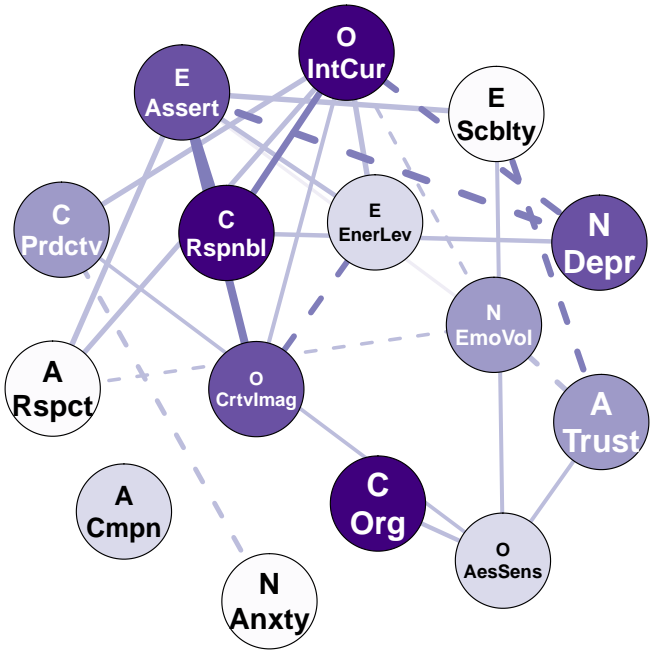 O
IntCur
E
Assert
E
Scblty
C
Prdctv
C
Rspnbl
E
EnerLev
N
Depr
N
EmoVol
A
Rspct
O
CrtvImag
A
Trust
C
Org
A
Cmpn
O
AesSens
N
Anxty